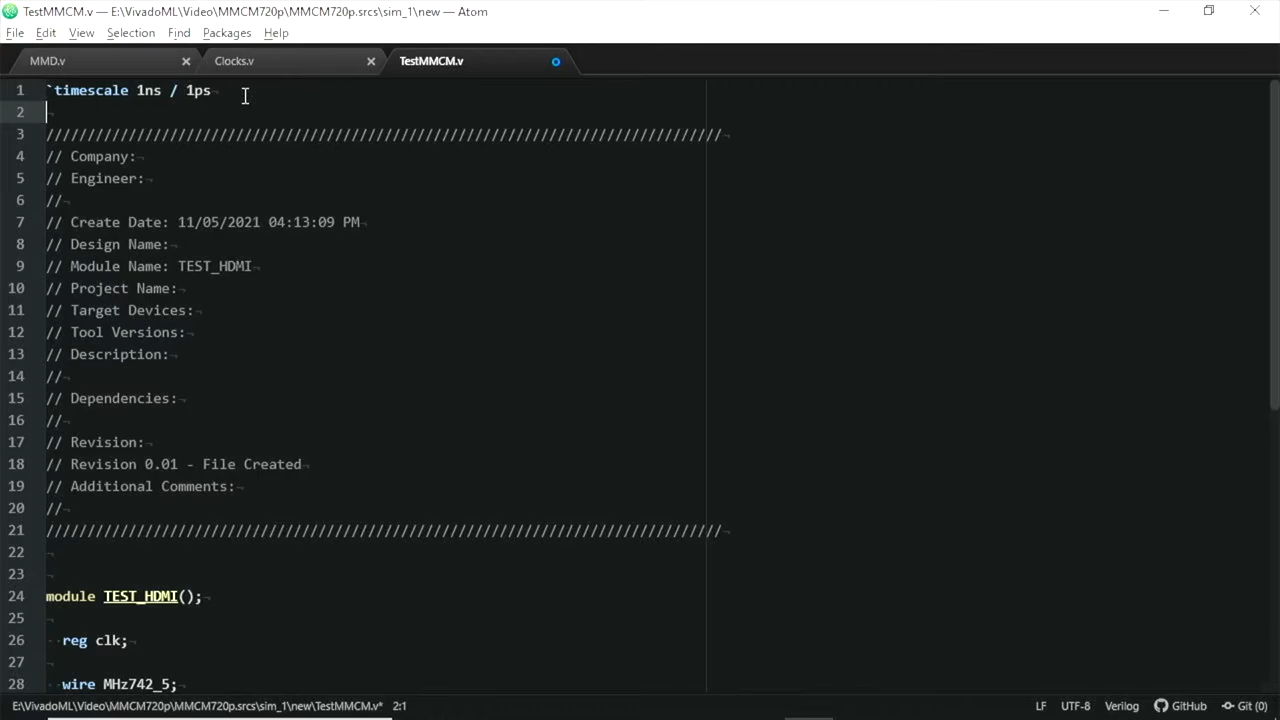 TestMMCM.v — E:\VivadoML\Video\MMCM720p\MMCM720p.srcs\sim_1\new — Atom
File Edit View Selection Find Packages Help
MMD.v Clocks.v TestMMCM.v
1 `timescale 1ns / 1ps
2
3 //////////////////////////////////////////////////////////////////////////////////
4 // Company:
5 // Engineer:
6 //
7 // Create Date: 11/05/2021 04:13:09 PM
8 // Design Name:
9 // Module Name: TEST_HDMI
10 // Project Name:
11 // Target Devices:
12 // Tool Versions:
13 // Description:
14 //
15 // Dependencies:
16 //
17 // Revision:
18 // Revision 0.01 - File Created
19 // Additional Comments:
20 //
21 //////////////////////////////////////////////////////////////////////////////////
22
23
24 module TEST_HDMI();
25
26 reg clk;
27
28 wire MHz742_5;
E:\VivadoML\Video\MMCM720p\MMCM720p.srcs\sim_1\new\TestMMCM.v* 2:1 LF UTF-8 Verilog GitHub Git (0)